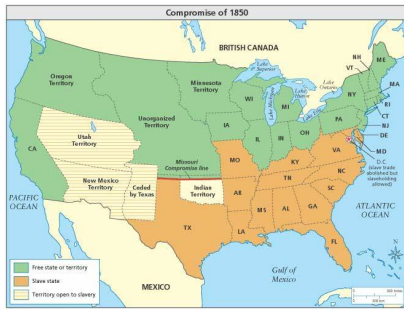 Compromise of 1850
BRITISH CANADA
Lake
Superior
Lake Michigan
Lake
Huron
Lake
Ontario
Oregon
Territory
Minnesota
Territory
Unorganized
Territory
Utah
Territory
New Mexico
Territory
Ceded
by Texas
Missouri
Compromise line
Indian
Territory
CA
WI
MI
IA
IL
IN
OH
PA
NY
VT
NH
ME
MA
RI
CT
NJ
DE
MD
D.C.
(slave trade
abolished but
slaveholding
allowed)
MO
KY
VA
NC
TN
SC
AR
MS
AL
GA
LA
TX
FL
PACIFIC
OCEAN
ATLANTIC
OCEAN
Gulf of
Mexico
MEXICO
Free state or territory
Slave state
Territory open to slavery
N